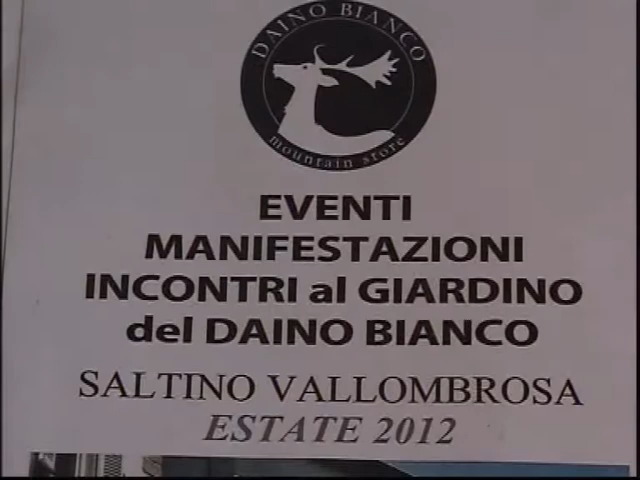 DAINO BIANCO
mountain store
EVENTI
MANIFESTAZIONI
INCONTRI al GIARDINO
del DAINO BIANCO
SALTINO VALLOMBROSA
ESTATE 2012